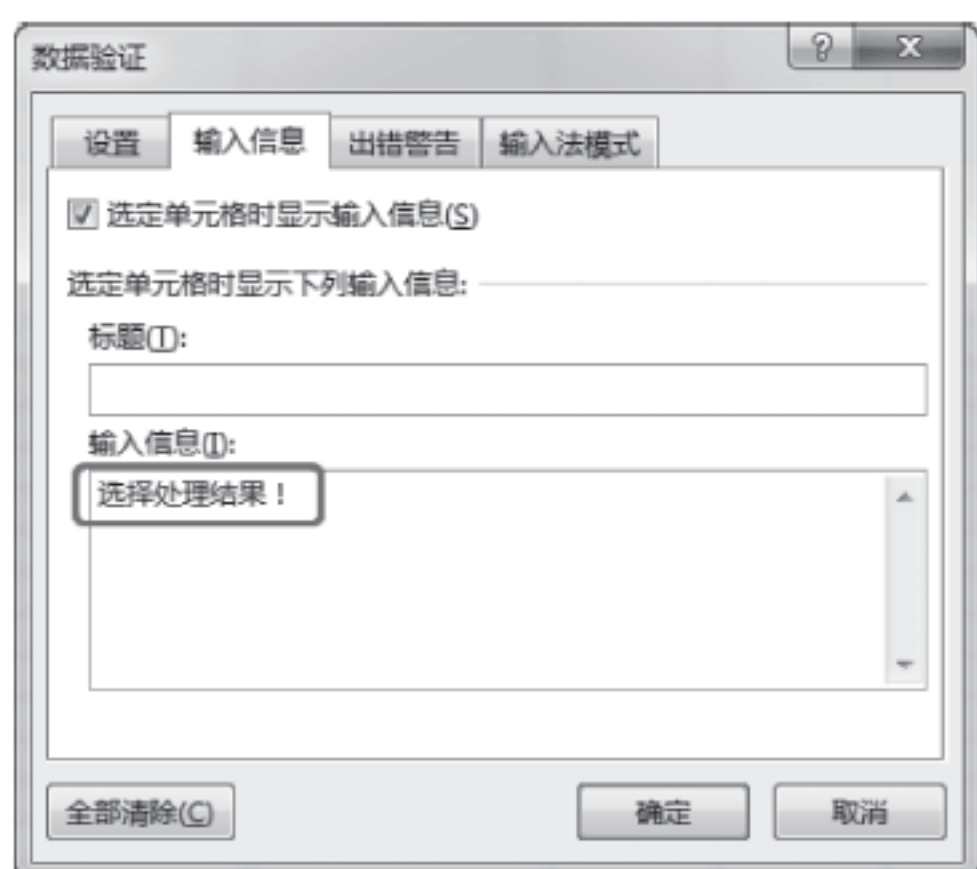 数据验证
设置 输入信息 出错警告 输入法模式
选定单元格时显示输入信息(S)
选定单元格时显示下列输入信息:
标题(T):
输入信息(I):
选择处理结果！
全部清除(C) 确定 取消